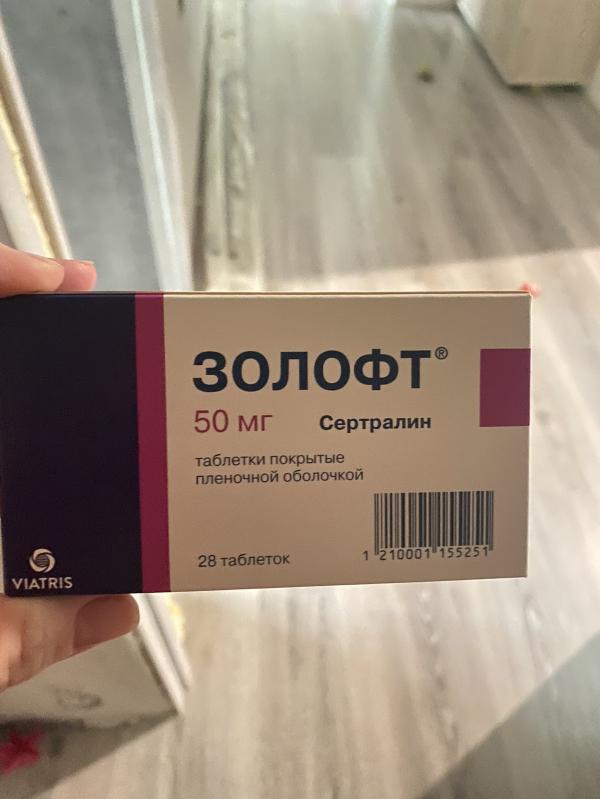 ЗОЛОФТ®
50 мг Сертралин
таблетки покрытые
пленочной оболочкой
28 таблеток
1 210001 155251
VIATRIS